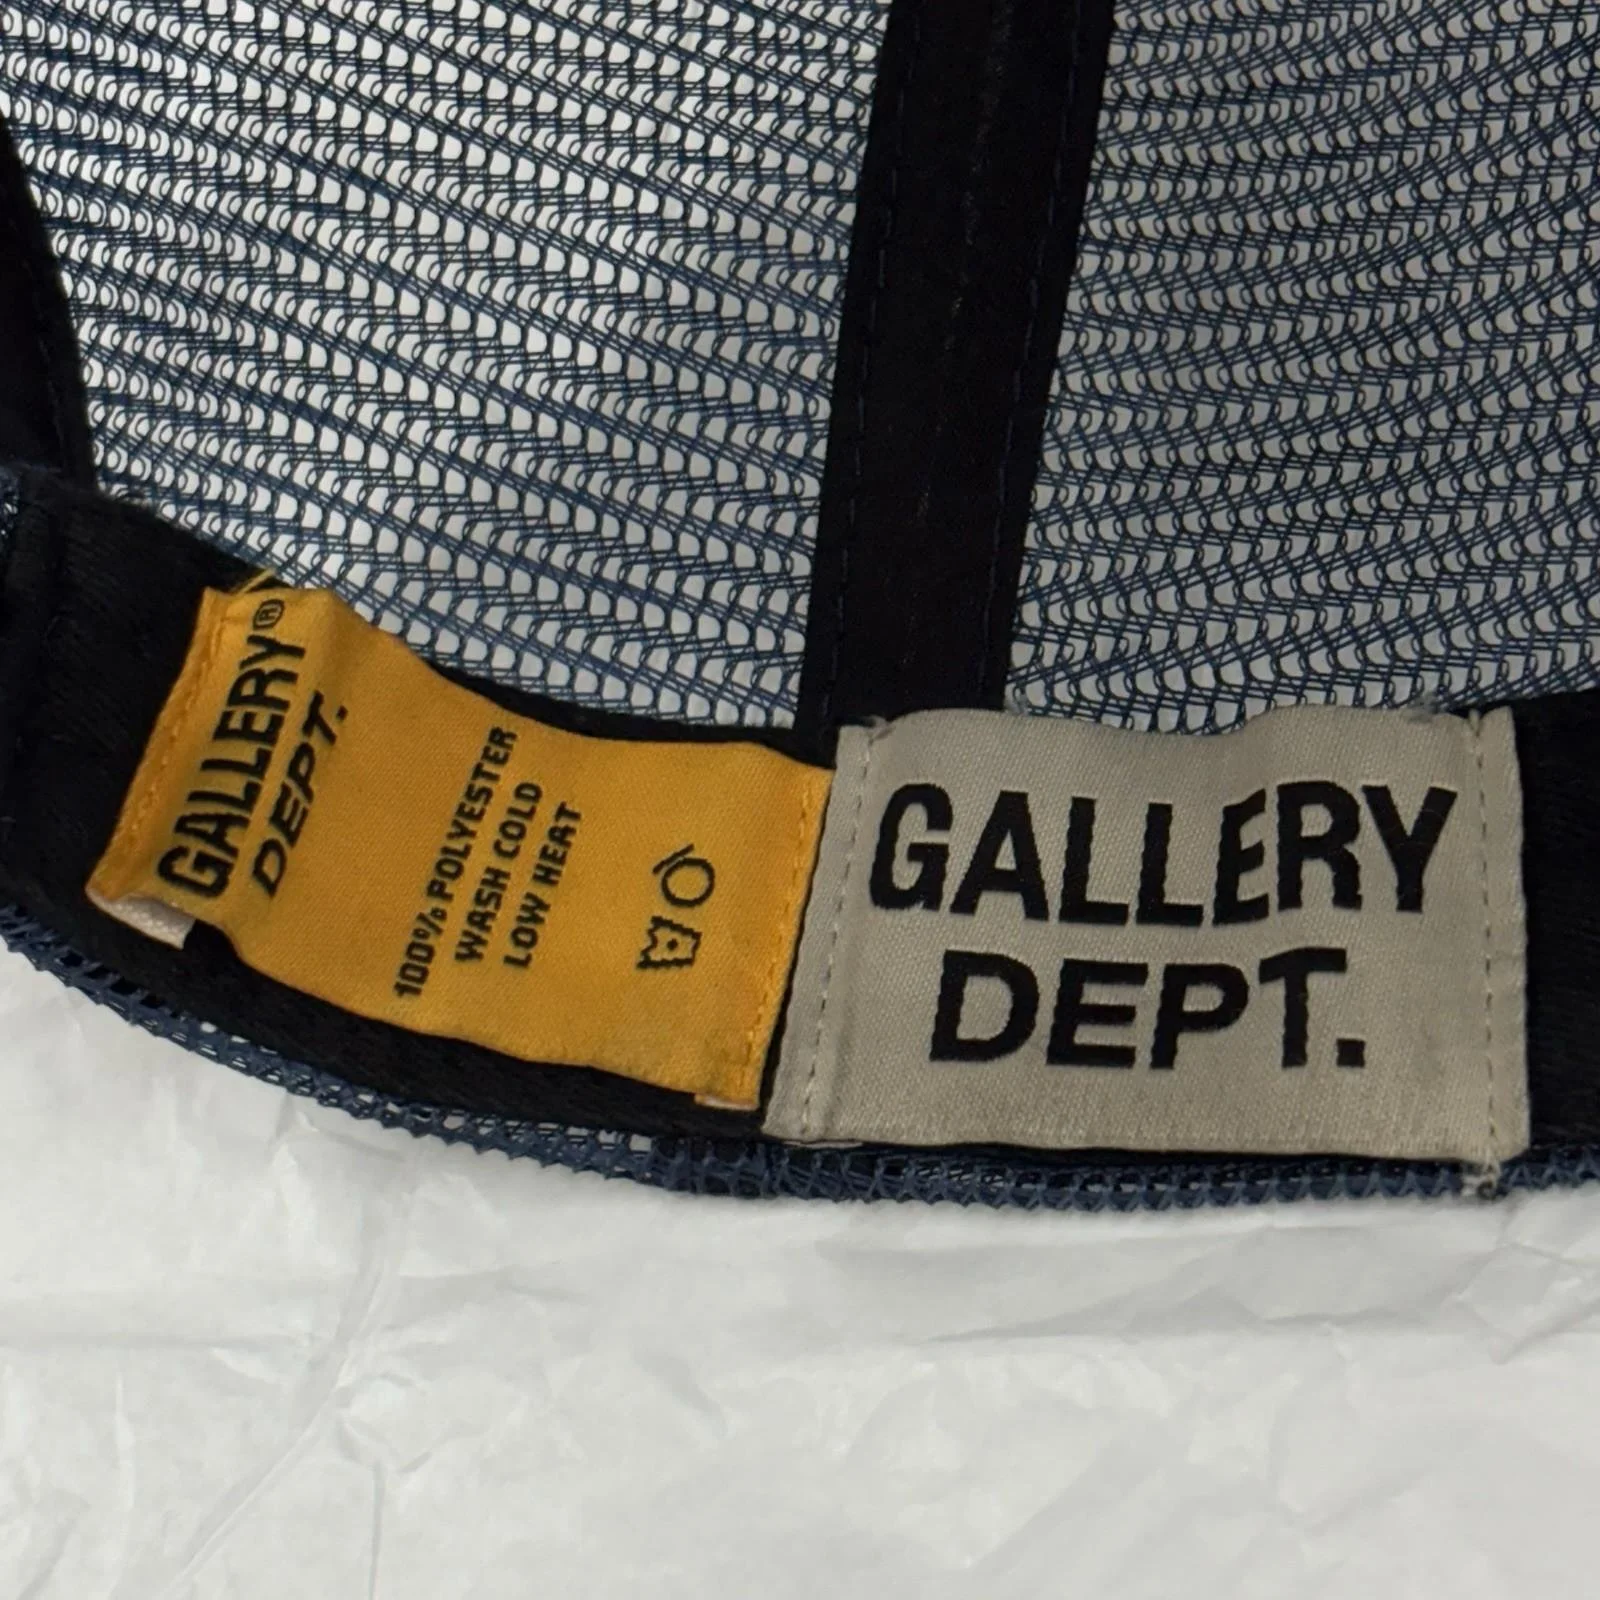 GALLERY®
DEPT.
100% POLYESTER
WASH COLD
LOW HEAT
GALLERY
DEPT.